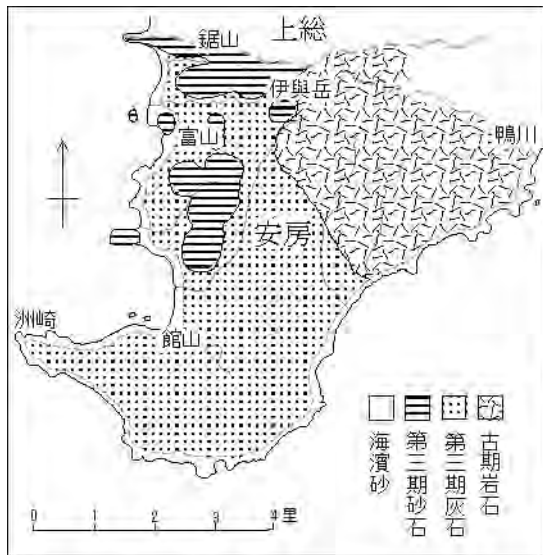 鋸山
上総
伊與岳
鴨川
富山
安房
洲崎
館山
古期岩石
第三期灰石
第三期砂石
海濱砂
0 1 2 3 4 里